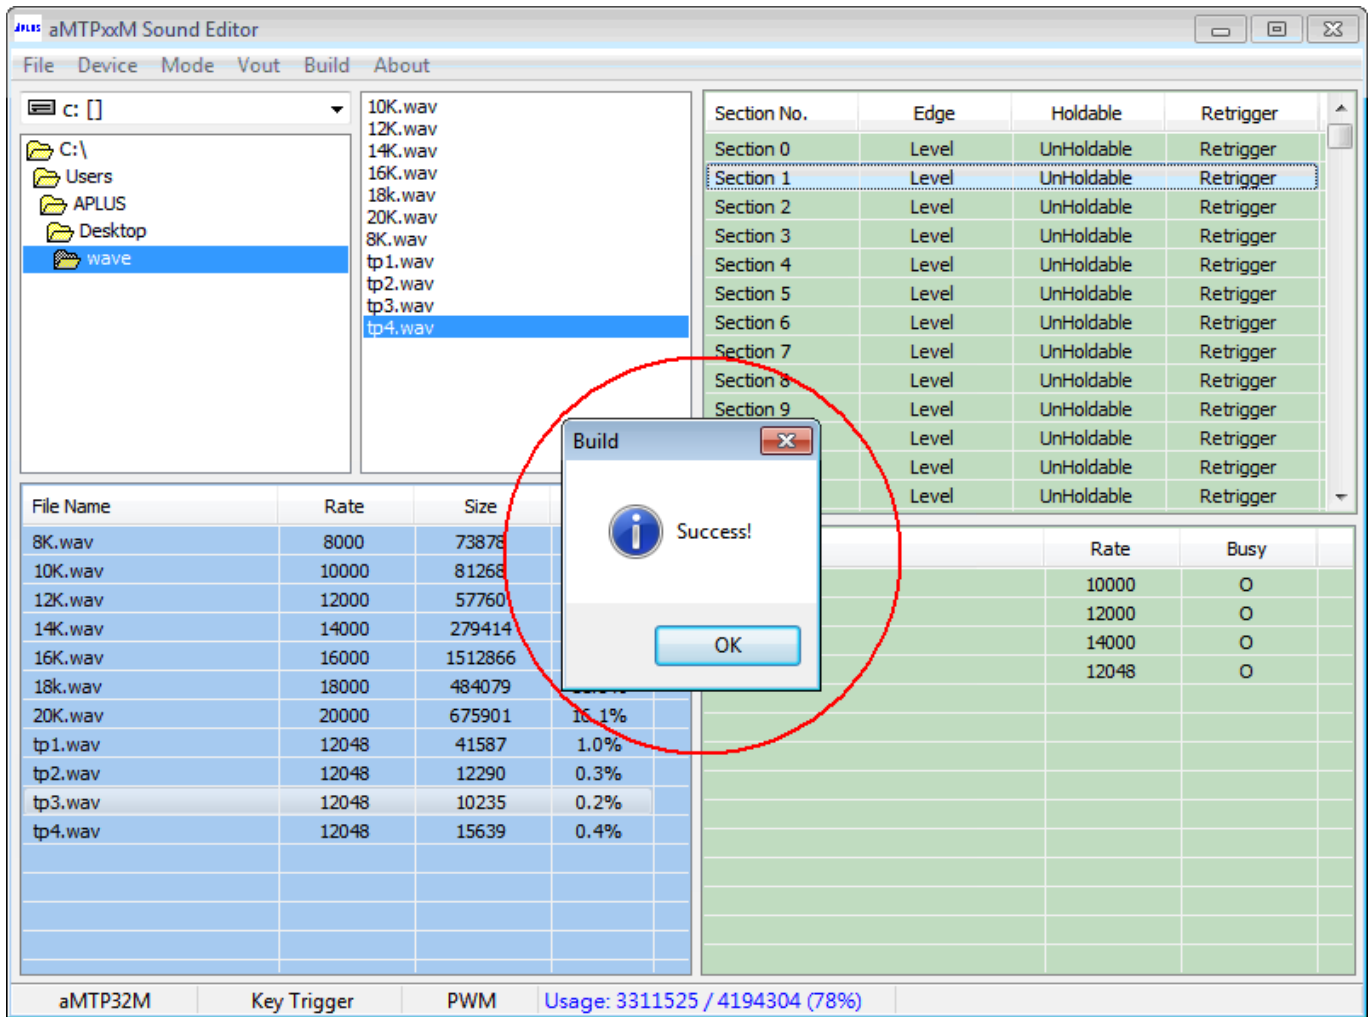 APLUS aMTPxxM Sound Editor
File Device Mode Vout Build About
c: []
C:\
Users
APLUS
Desktop
wave
10K.wav
12K.wav
14K.wav
16K.wav
18k.wav
20K.wav
8K.wav
tp1.wav
tp2.wav
tp3.wav
tp4.wav
Section No. Edge Holdable Retrigger
Section 0 Level UnHoldable Retrigger
Section 1 Level UnHoldable Retrigger
Section 2 Level UnHoldable Retrigger
Section 3 Level UnHoldable Retrigger
Section 4 Level UnHoldable Retrigger
Section 5 Level UnHoldable Retrigger
Section 6 Level UnHoldable Retrigger
Section 7 Level UnHoldable Retrigger
Section 8 Level UnHoldable Retrigger
Section 9 Level UnHoldable Retrigger
Level UnHoldable Retrigger
Level UnHoldable Retrigger
Level UnHoldable Retrigger
Build
Success!
OK
File Name Rate Size
8K.wav 8000 73878
10K.wav 10000 81268
12K.wav 12000 57760
14K.wav 14000 279414
16K.wav 16000 1512866
18k.wav 18000 484079
20K.wav 20000 675901 16.1%
tp1.wav 12048 41587 1.0%
tp2.wav 12048 12290 0.3%
tp3.wav 12048 10235 0.2%
tp4.wav 12048 15639 0.4%
Rate Busy
10000 O
12000 O
14000 O
12048 O
aMTP32M Key Trigger PWM Usage: 3311525 / 4194304 (78%)